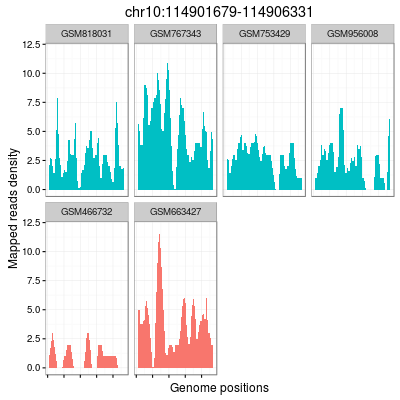 chr10:114901679-114906331
GSM818031 GSM767343 GSM753429 GSM956008
12.5
10.0
7.5
5.0
2.5
0.0
GSM466732 GSM663427
12.5
10.0
7.5
5.0
2.5
0.0
Mapped reads density
Genome positions